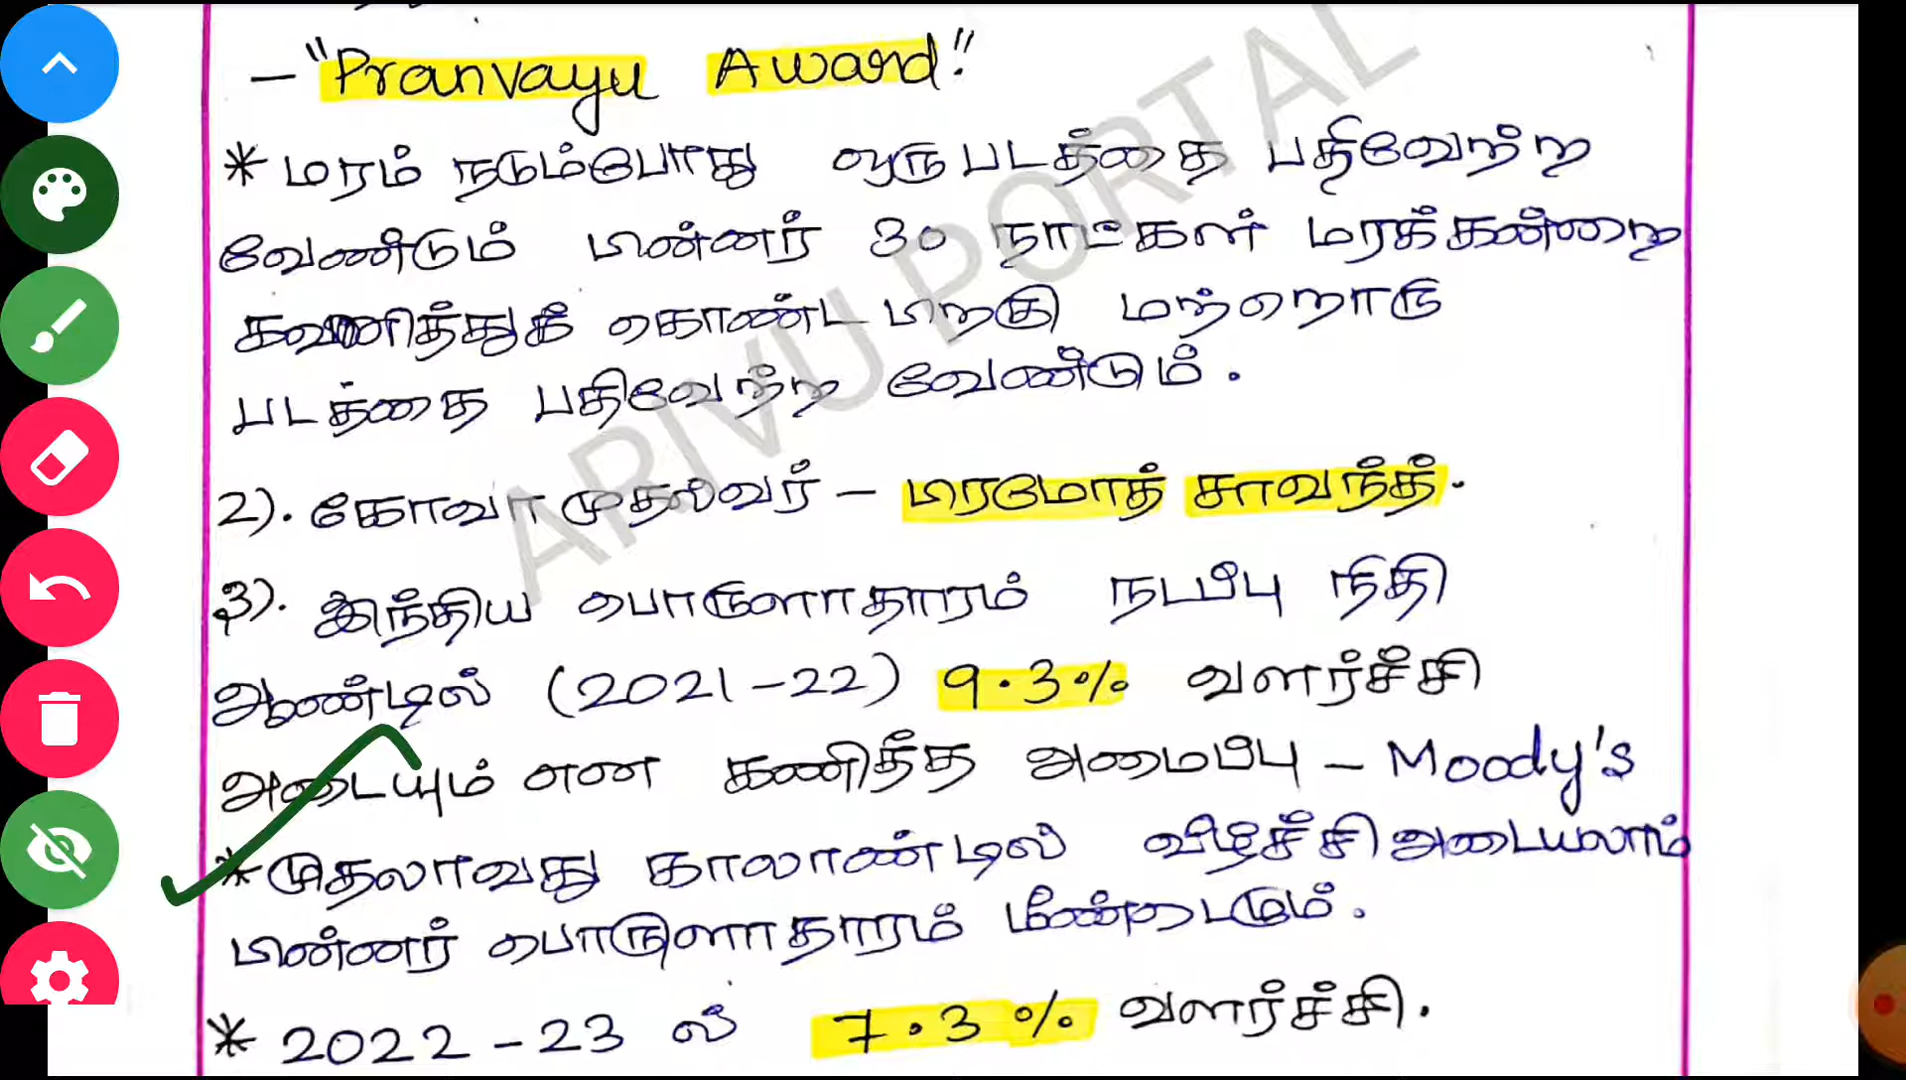 – "Pranvayu Award"
* மரம் நடும்போது ஒரு படத்தை பதிவேற்ற
வேண்டும் பின்னர் 30 நாட்கள் மரக்கன்றை
கவனித்துக் கொண்ட பிறகு மற்றொரு
படத்தை பதிவேற்ற வேண்டும்.
2). கோவா முதல்வர் – பிரமோத் சாவந்த்.
3). இந்திய பொருளாதாரம் நடப்பு நிதி
ஆண்டில் (2021-22) 9.3% வளர்ச்சி
அடையும் என கணித்த அமைப்பு – Moody's
* முதலாவது காலாண்டில் வீழ்ச்சி அடையலாம்
பின்னர் பொருளாதாரம் மீண்டெழும்.
* 2022-23 ல் 7.3% வளர்ச்சி.
ARIVU PORTAL